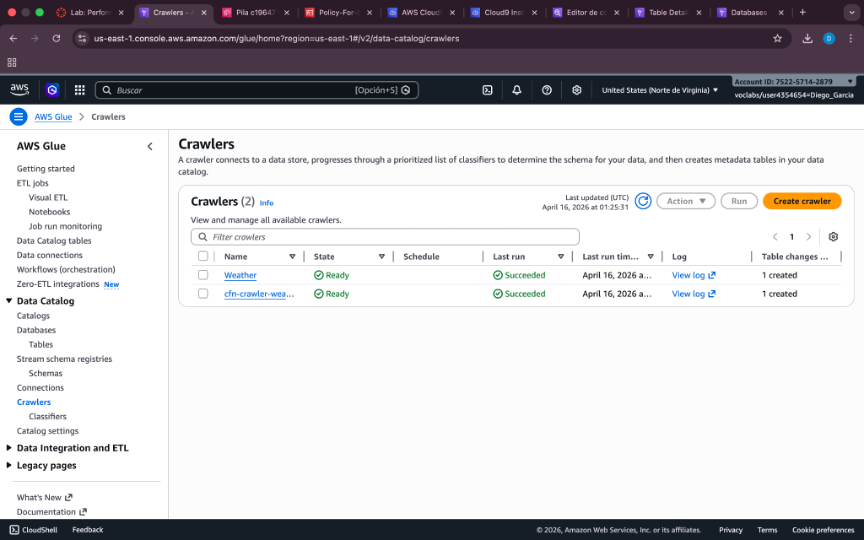 Lab: Perfom
Crawlers -
Pila c19647
Policy-For-
AWS Cloud
Cloud9 Inst
Editor de co
Table Detail
Databases
us-east-1.console.aws.amazon.com/glue/home?region=us-east-1#/v2/data-catalog/crawlers
aws
Buscar
[Opción+S]
United States (Norte de Virginia)
Account ID: 7522-5714-2879
voclabs/user4354654=Diego_Garcia
AWS Glue > Crawlers
AWS Glue
Getting started
ETL jobs
Visual ETL
Notebooks
Job run monitoring
Data Catalog tables
Data connections
Workflows (orchestration)
Zero-ETL integrations New
Data Catalog
Catalogs
Databases
Tables
Stream schema registries
Schemas
Connections
Crawlers
Classifiers
Catalog settings
Data Integration and ETL
Legacy pages
What's New
Documentation
Crawlers
A crawler connects to a data store, progresses through a prioritized list of classifiers to determine the schema for your data, and then creates metadata tables in your data
catalog.
Crawlers (2) Info
Last updated (UTC)
April 16, 2026 at 01:25:31
Action
Run
Create crawler
View and manage all available crawlers.
Filter crawlers
1
Name State Schedule Last run Last run tim... Log Table changes ...
Weather Ready Succeeded April 16, 2026 a... View log 1 created
cfn-crawler-wea... Ready Succeeded April 16, 2026 a... View log 1 created
CloudShell Feedback © 2026, Amazon Web Services, Inc. or its affiliates. Privacy Terms Cookie preferences